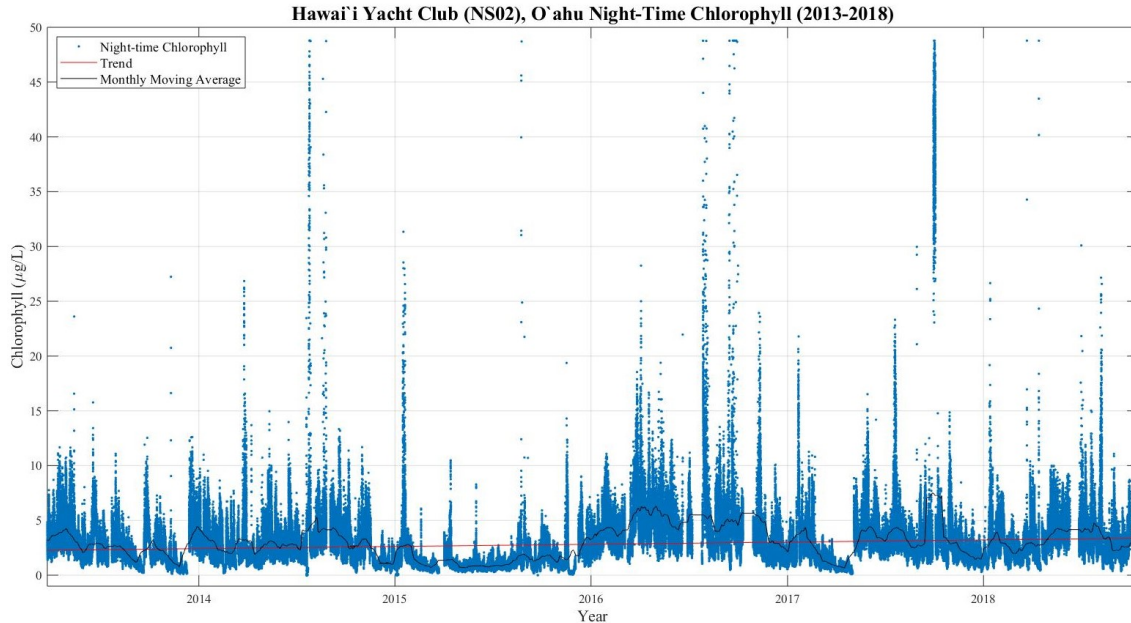 Hawai`i Yacht Club (NS02), O`ahu Night-Time Chlorophyll (2013-2018)
Night-time Chlorophyll
Trend
Monthly Moving Average
Chlorophyll (µg/L)
50
45
40
35
30
25
20
15
10
5
0
2014
2015
2016
2017
2018
Year